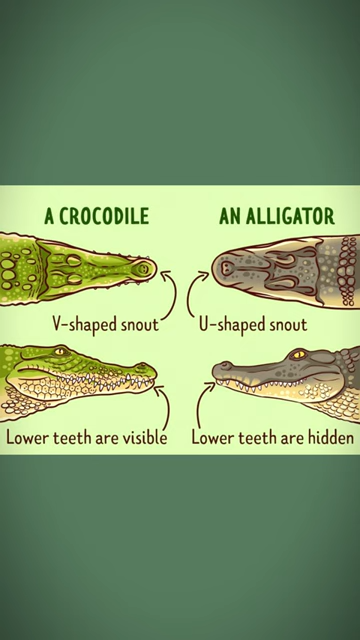 A CROCODILE
AN ALLIGATOR
V-shaped snout
U-shaped snout
Lower teeth are visible
Lower teeth are hidden